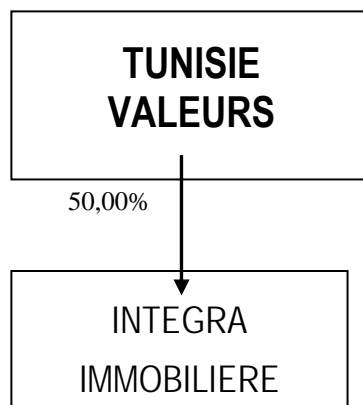 TUNISIE
VALEURS
50,00%
INTEGRA
IMMOBILIERE